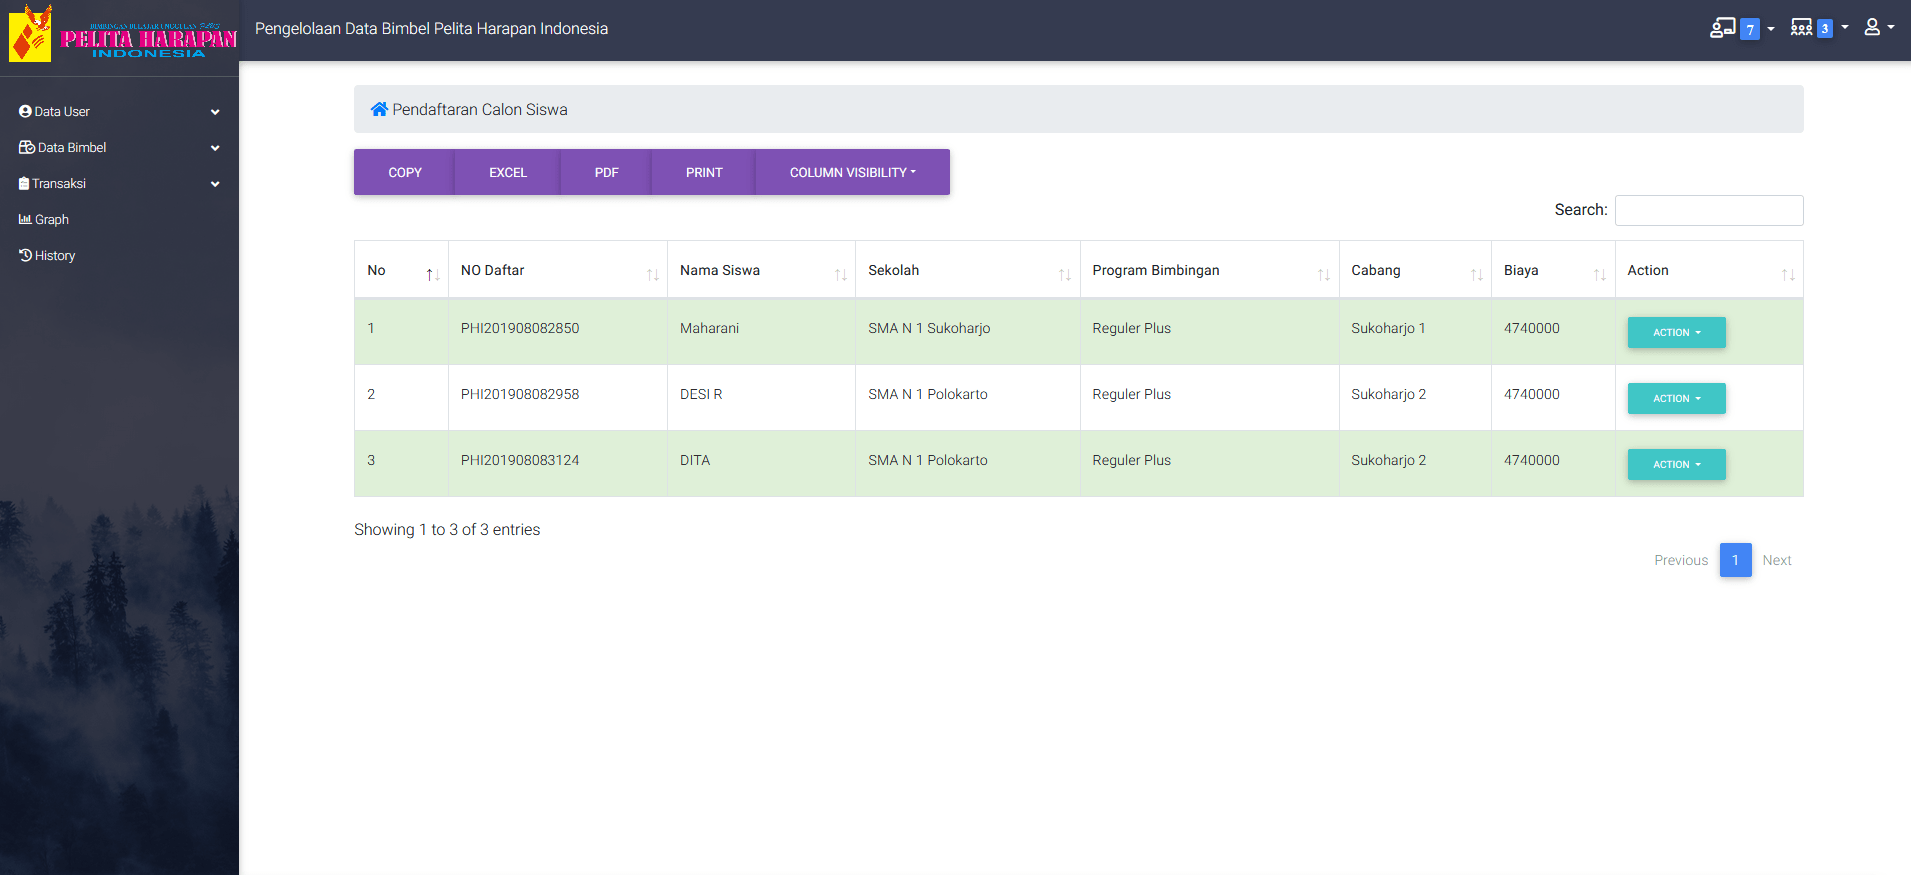 BIMBINGAN BELAJAR UNGGULAN
PELITA HARAPAN
INDONESIA
Pengelolaan Data Bimbel Pelita Harapan Indonesia
7
3
Data User
Data Bimbel
Transaksi
Graph
History
Pendaftaran Calon Siswa
COPY EXCEL PDF PRINT COLUMN VISIBILITY
Search:
No NO Daftar Nama Siswa Sekolah Program Bimbingan Cabang Biaya Action
1 PHI201908082850 Maharani SMA N 1 Sukoharjo Reguler Plus Sukoharjo 1 4740000 ACTION
2 PHI201908082958 DESI R SMA N 1 Polokarto Reguler Plus Sukoharjo 2 4740000 ACTION
3 PHI201908083124 DITA SMA N 1 Polokarto Reguler Plus Sukoharjo 2 4740000 ACTION
Showing 1 to 3 of 3 entries
Previous 1 Next